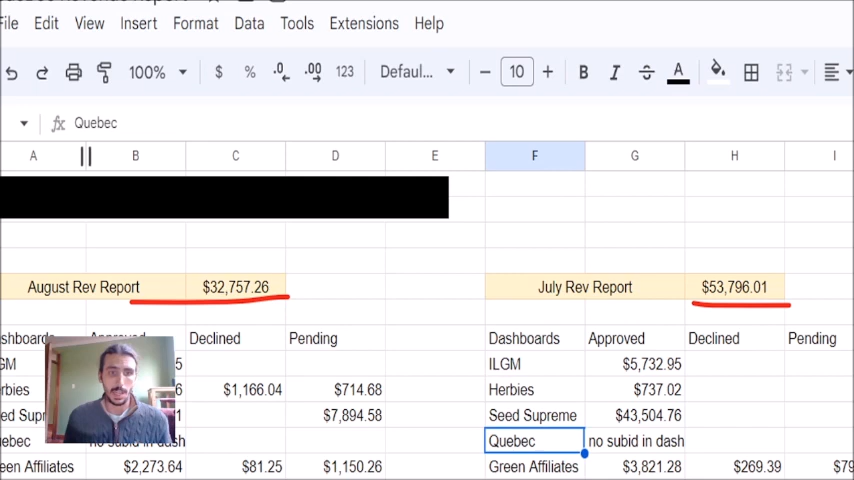 File Edit View Insert Format Data Tools Extensions Help
100% $ % .0 .00 123 Defaul... 10 B I A
fx Quebec
A B C D E F G H I
August Rev Report $32,757.26 July Rev Report $53,796.01
Declined Pending Dashboards Approved Declined Pending
ILGM $5,732.95
$1,166.04 $714.68 Herbies $737.02
$7,894.58 Seed Supreme $43,504.76
Quebec no subid in dash
$2,273.64 $81.25 $1,150.26 Green Affiliates $3,821.28 $269.39